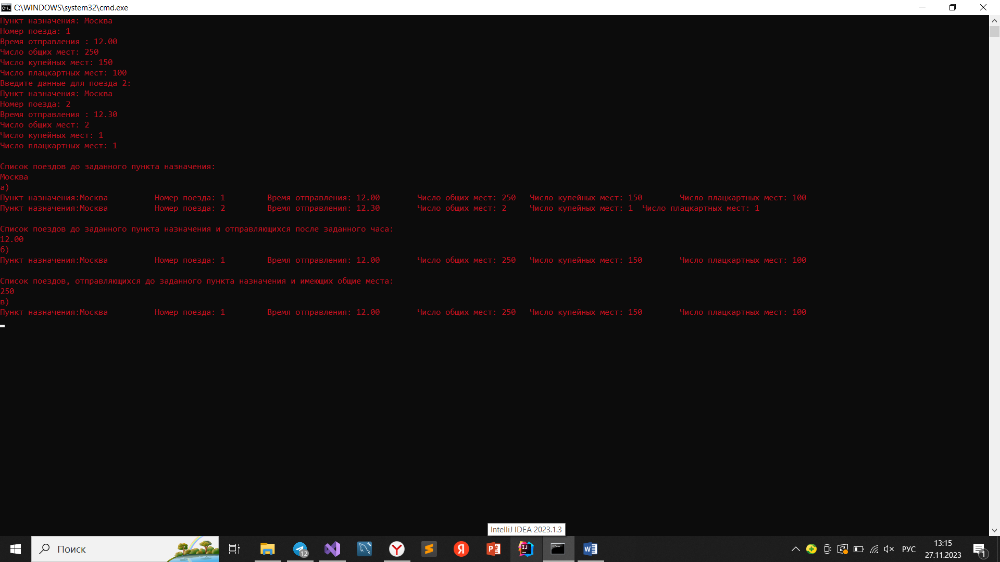 C:\WINDOWS\system32\cmd.exe
Пункт назначения: Москва
Номер поезда: 1
Время отправления : 12.00
Число общих мест: 250
Число купейных мест: 150
Число плацкартных мест: 100
Введите данные для поезда 2:
Пункт назначения: Москва
Номер поезда: 2
Время отправления : 12.30
Число общих мест: 2
Число купейных мест: 1
Число плацкартных мест: 1
Список поездов до заданного пункта назначения:
Москва
а)
Пункт назначения:Москва Номер поезда: 1 Время отправления: 12.00 Число общих мест: 250 Число купейных мест: 150 Число плацкартных мест: 100
Пункт назначения:Москва Номер поезда: 2 Время отправления: 12.30 Число общих мест: 2 Число купейных мест: 1 Число плацкартных мест: 1
Список поездов до заданного пункта назначения и отправляющихся после заданного часа:
12.00
б)
Пункт назначения:Москва Номер поезда: 1 Время отправления: 12.00 Число общих мест: 250 Число купейных мест: 150 Число плацкартных мест: 100
Список поездов, отправляющихся до заданного пункта назначения и имеющих общие места:
250
в)
Пункт назначения:Москва Номер поезда: 1 Время отправления: 12.00 Число общих мест: 250 Число купейных мест: 150 Число плацкартных мест: 100
IntelliJ IDEA 2023.1.3
Поиск
12
РУС
13:15
27.11.2023
1